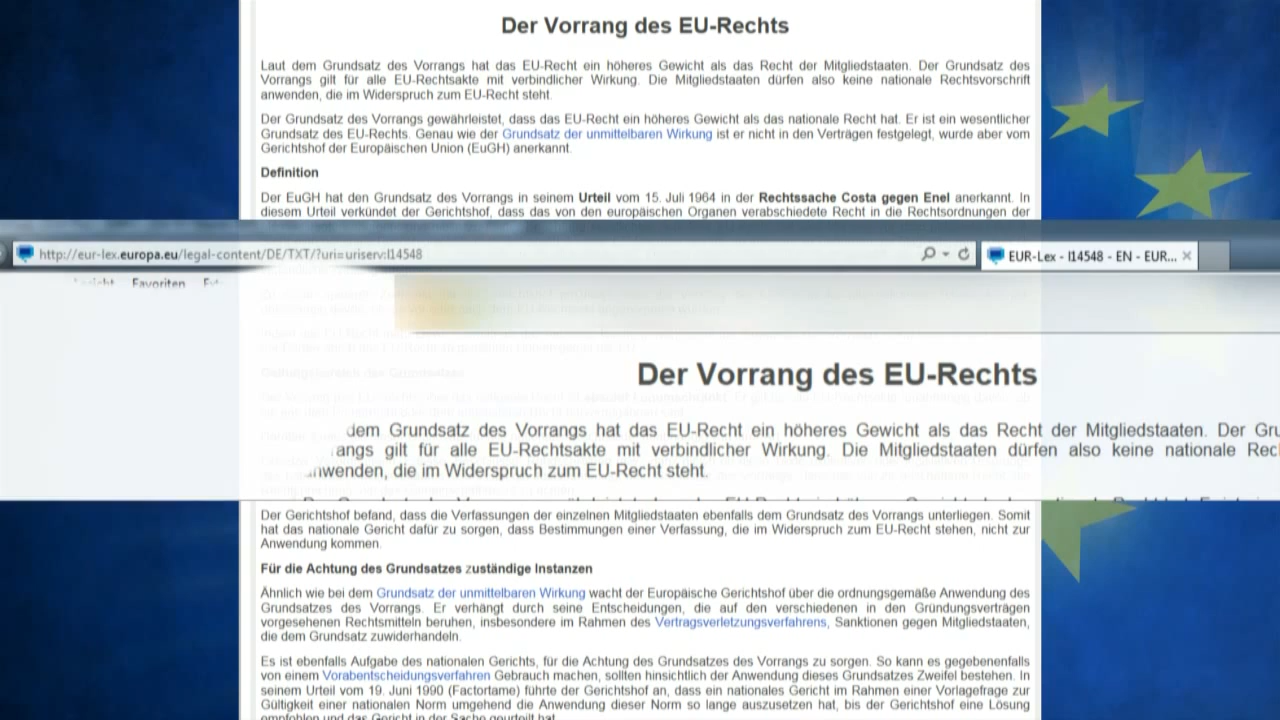 Der Vorrang des EU-Rechts
Laut dem Grundsatz des Vorrangs hat das EU-Recht ein höheres Gewicht als das Recht der Mitgliedstaaten. Der Grundsatz des
Vorrangs gilt für alle EU-Rechtsakte mit verbindlicher Wirkung. Die Mitgliedstaaten dürfen also keine nationale Rechtsvorschrift
anwenden, die im Widerspruch zum EU-Recht steht.
Der Grundsatz des Vorrangs gewährleistet, dass das EU-Recht ein höheres Gewicht als das nationale Recht hat. Er ist ein wesentlicher
Grundsatz des EU-Rechts. Genau wie der Grundsatz der unmittelbaren Wirkung ist er nicht in den Verträgen festgelegt, wurde aber vom
Gerichtshof der Europäischen Union (EuGH) anerkannt.
Definition
Der EuGH hat den Grundsatz des Vorrangs in seinem Urteil vom 15. Juli 1964 in der Rechtssache Costa gegen Enel anerkannt. In
diesem Urteil verkündet der Gerichtshof, dass das von den europäischen Organen verabschiedete Recht in die Rechtsordnungen der
http://eur-lex.europa.eu/legal-content/DE/TXT/?uri=uriserv:l14548
EUR-Lex - l14548 - EN - EUR...
Favoriten
Der Vorrang des EU-Rechts
dem Grundsatz des Vorrangs hat das EU-Recht ein höheres Gewicht als das Recht der Mitgliedstaaten. Der Gru
angs gilt für alle EU-Rechtsakte mit verbindlicher Wirkung. Die Mitgliedstaaten dürfen also keine nationale Rec
nwenden, die im Widerspruch zum EU-Recht steht.
Der Gerichtshof befand, dass die Verfassungen der einzelnen Mitgliedstaaten ebenfalls dem Grundsatz des Vorrangs unterliegen. Somit
hat das nationale Gericht dafür zu sorgen, dass Bestimmungen einer Verfassung, die im Widerspruch zum EU-Recht stehen, nicht zur
Anwendung kommen.
Für die Achtung des Grundsatzes zuständige Instanzen
Ähnlich wie bei dem Grundsatz der unmittelbaren Wirkung wacht der Europäische Gerichtshof über die ordnungsgemäße Anwendung des
Grundsatzes des Vorrangs. Er verhängt durch seine Entscheidungen, die auf den verschiedenen in den Gründungsverträgen
vorgesehenen Rechtsmitteln beruhen, insbesondere im Rahmen des Vertragsverletzungsverfahrens, Sanktionen gegen Mitgliedstaaten,
die dem Grundsatz zuwiderhandeln.
Es ist ebenfalls Aufgabe des nationalen Gerichts, für die Achtung des Grundsatzes des Vorrangs zu sorgen. So kann es gegebenenfalls
von einem Vorabentscheidungsverfahren Gebrauch machen, sollten hinsichtlich der Anwendung dieses Grundsatzes Zweifel bestehen. In
seinem Urteil vom 19. Juni 1990 (Factortame) führte der Gerichtshof an, dass ein nationales Gericht im Rahmen einer Vorlagefrage zur
Gültigkeit einer nationalen Norm umgehend die Anwendung dieser Norm so lange auszusetzen hat, bis der Gerichtshof eine Lösung
empfohlen und das Gericht in der Sache geurteilt hat.